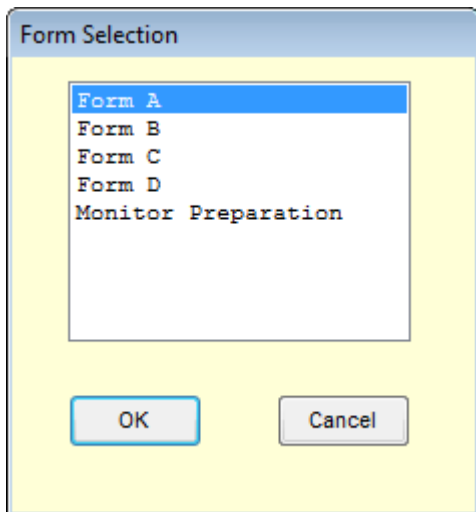 Form Selection
Form A
Form B
Form C
Form D
Monitor Preparation
OK
Cancel